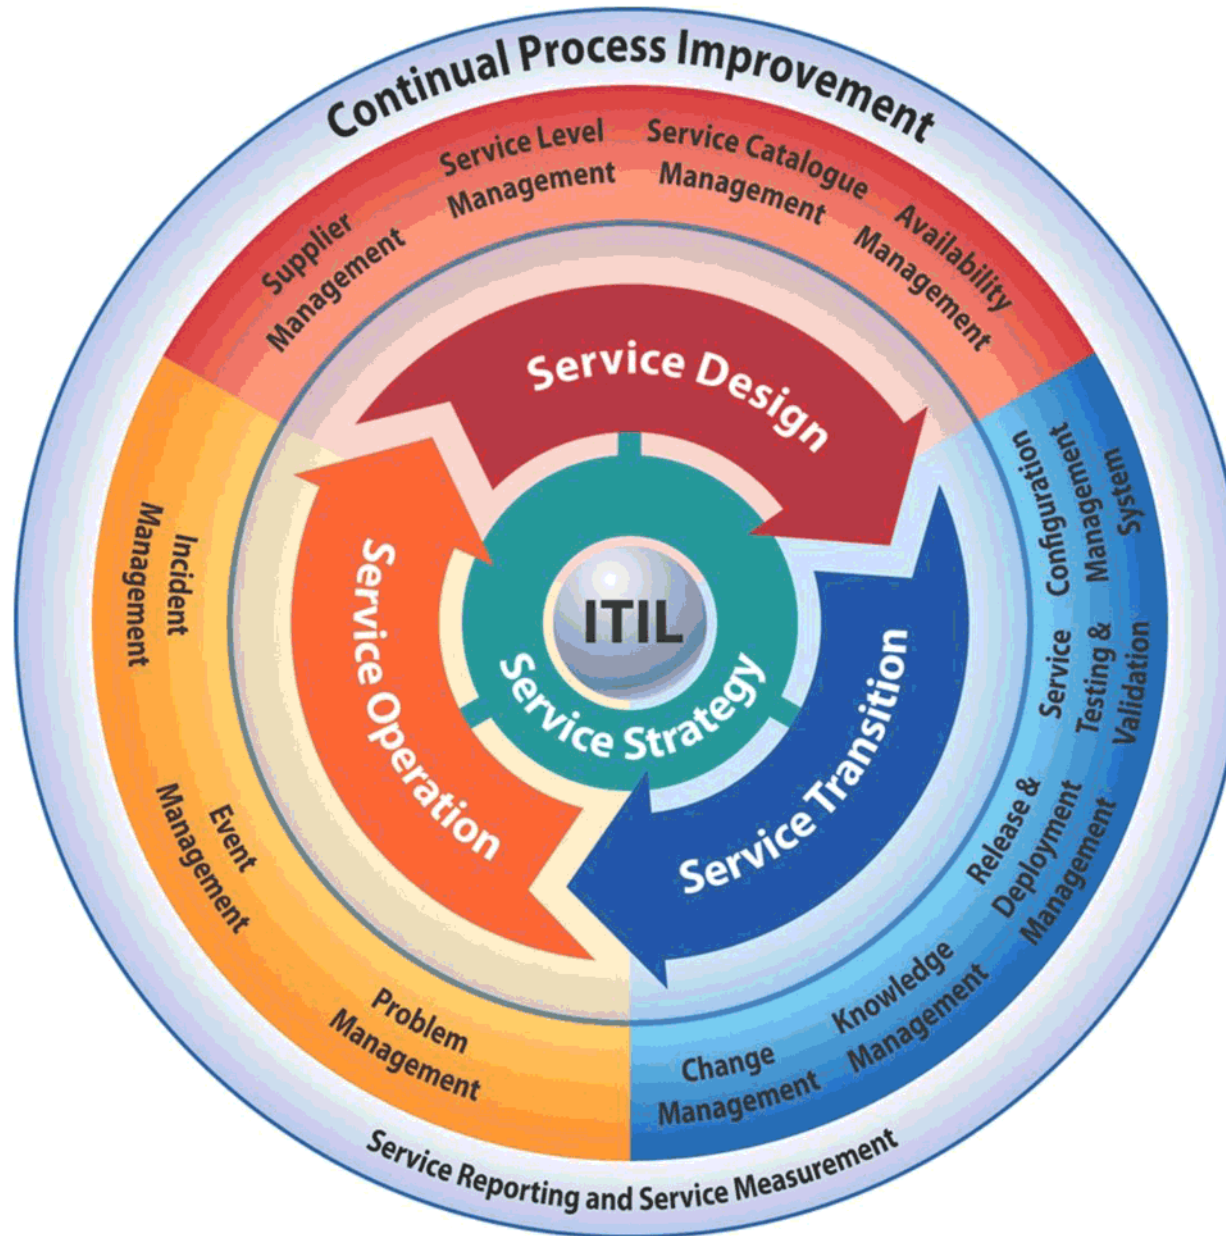 Continual Process Improvement
Supplier
Management
Service Level
Management
Service Catalogue
Management
Availability
Management
Configuration
Management
System
Service
Testing &
Validation
Release &
Deployment
Management
Knowledge
Management
Change
Management
Problem
Management
Event
Management
Incident
Management
Service Design
Service Transition
Service Operation
Service Strategy
ITIL
Service Reporting and Service Measurement